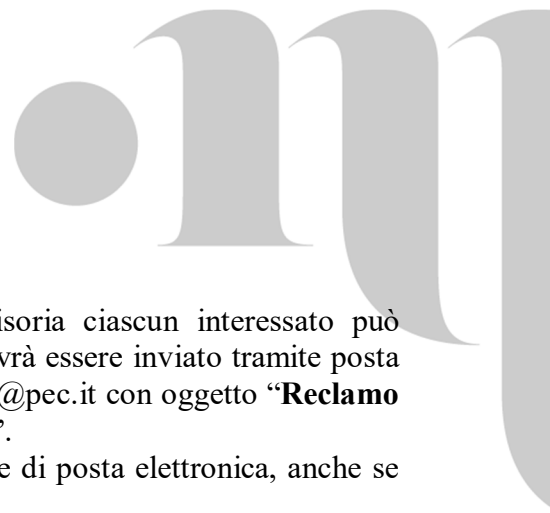 isoria ciascun interessato può
vrà essere inviato tramite posta
@pec.it con oggetto “Reclamo
”.
e di posta elettronica, anche se